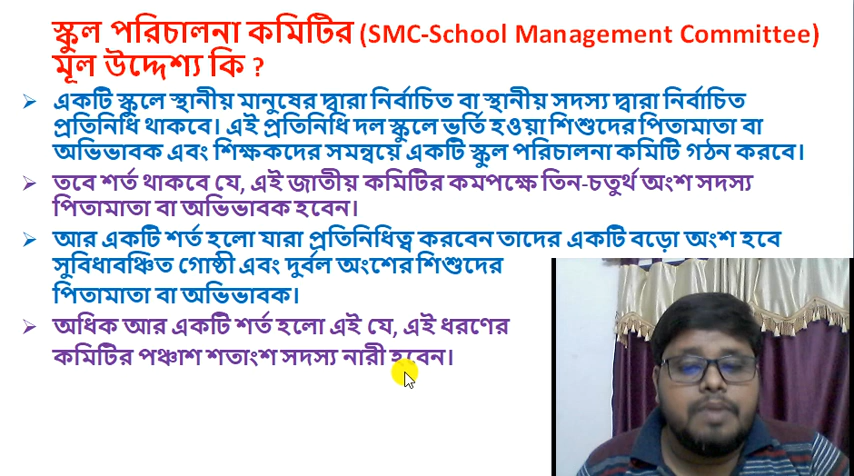 স্কুল পরিচালনা কমিটির (SMC-School Management Committee)
মূল উদ্দেশ্য কি ?
➤ একটি স্কুলে স্থানীয় মানুষের দ্বারা নির্বাচিত বা স্থানীয় সদস্য দ্বারা নির্বাচিত
প্রতিনিধি থাকবে। এই প্রতিনিধি দল স্কুলে ভর্তি হওয়া শিশুদের পিতামাতা বা
অভিভাবক এবং শিক্ষকদের সমন্বয়ে একটি স্কুল পরিচালনা কমিটি গঠন করবে।
➤ তবে শর্ত থাকবে যে, এই জাতীয় কমিটির কমপক্ষে তিন-চতুর্থ অংশ সদস্য
পিতামাতা বা অভিভাবক হবেন।
➤ আর একটি শর্ত হলো যারা প্রতিনিধিত্ব করবেন তাদের একটি বড়ো অংশ হবে
সুবিধাবঞ্চিত গোষ্ঠী এবং দুর্বল অংশের শিশুদের
পিতামাতা বা অভিভাবক।
➤ অধিক আর একটি শর্ত হলো এই যে, এই ধরণের
কমিটির পঞ্চাশ শতাংশ সদস্য নারী হবেন।